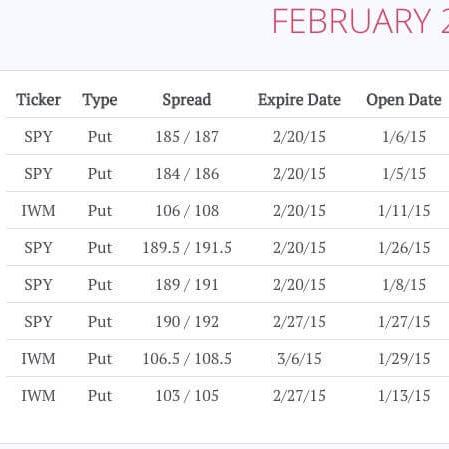 FEBRUARY 2
Ticker Type Spread Expire Date Open Date
SPY Put 185 / 187 2/20/15 1/6/15
SPY Put 184 / 186 2/20/15 1/5/15
IWM Put 106 / 108 2/20/15 1/11/15
SPY Put 189.5 / 191.5 2/20/15 1/26/15
SPY Put 189 / 191 2/20/15 1/8/15
SPY Put 190 / 192 2/27/15 1/27/15
IWM Put 106.5 / 108.5 3/6/15 1/29/15
IWM Put 103 / 105 2/27/15 1/13/15